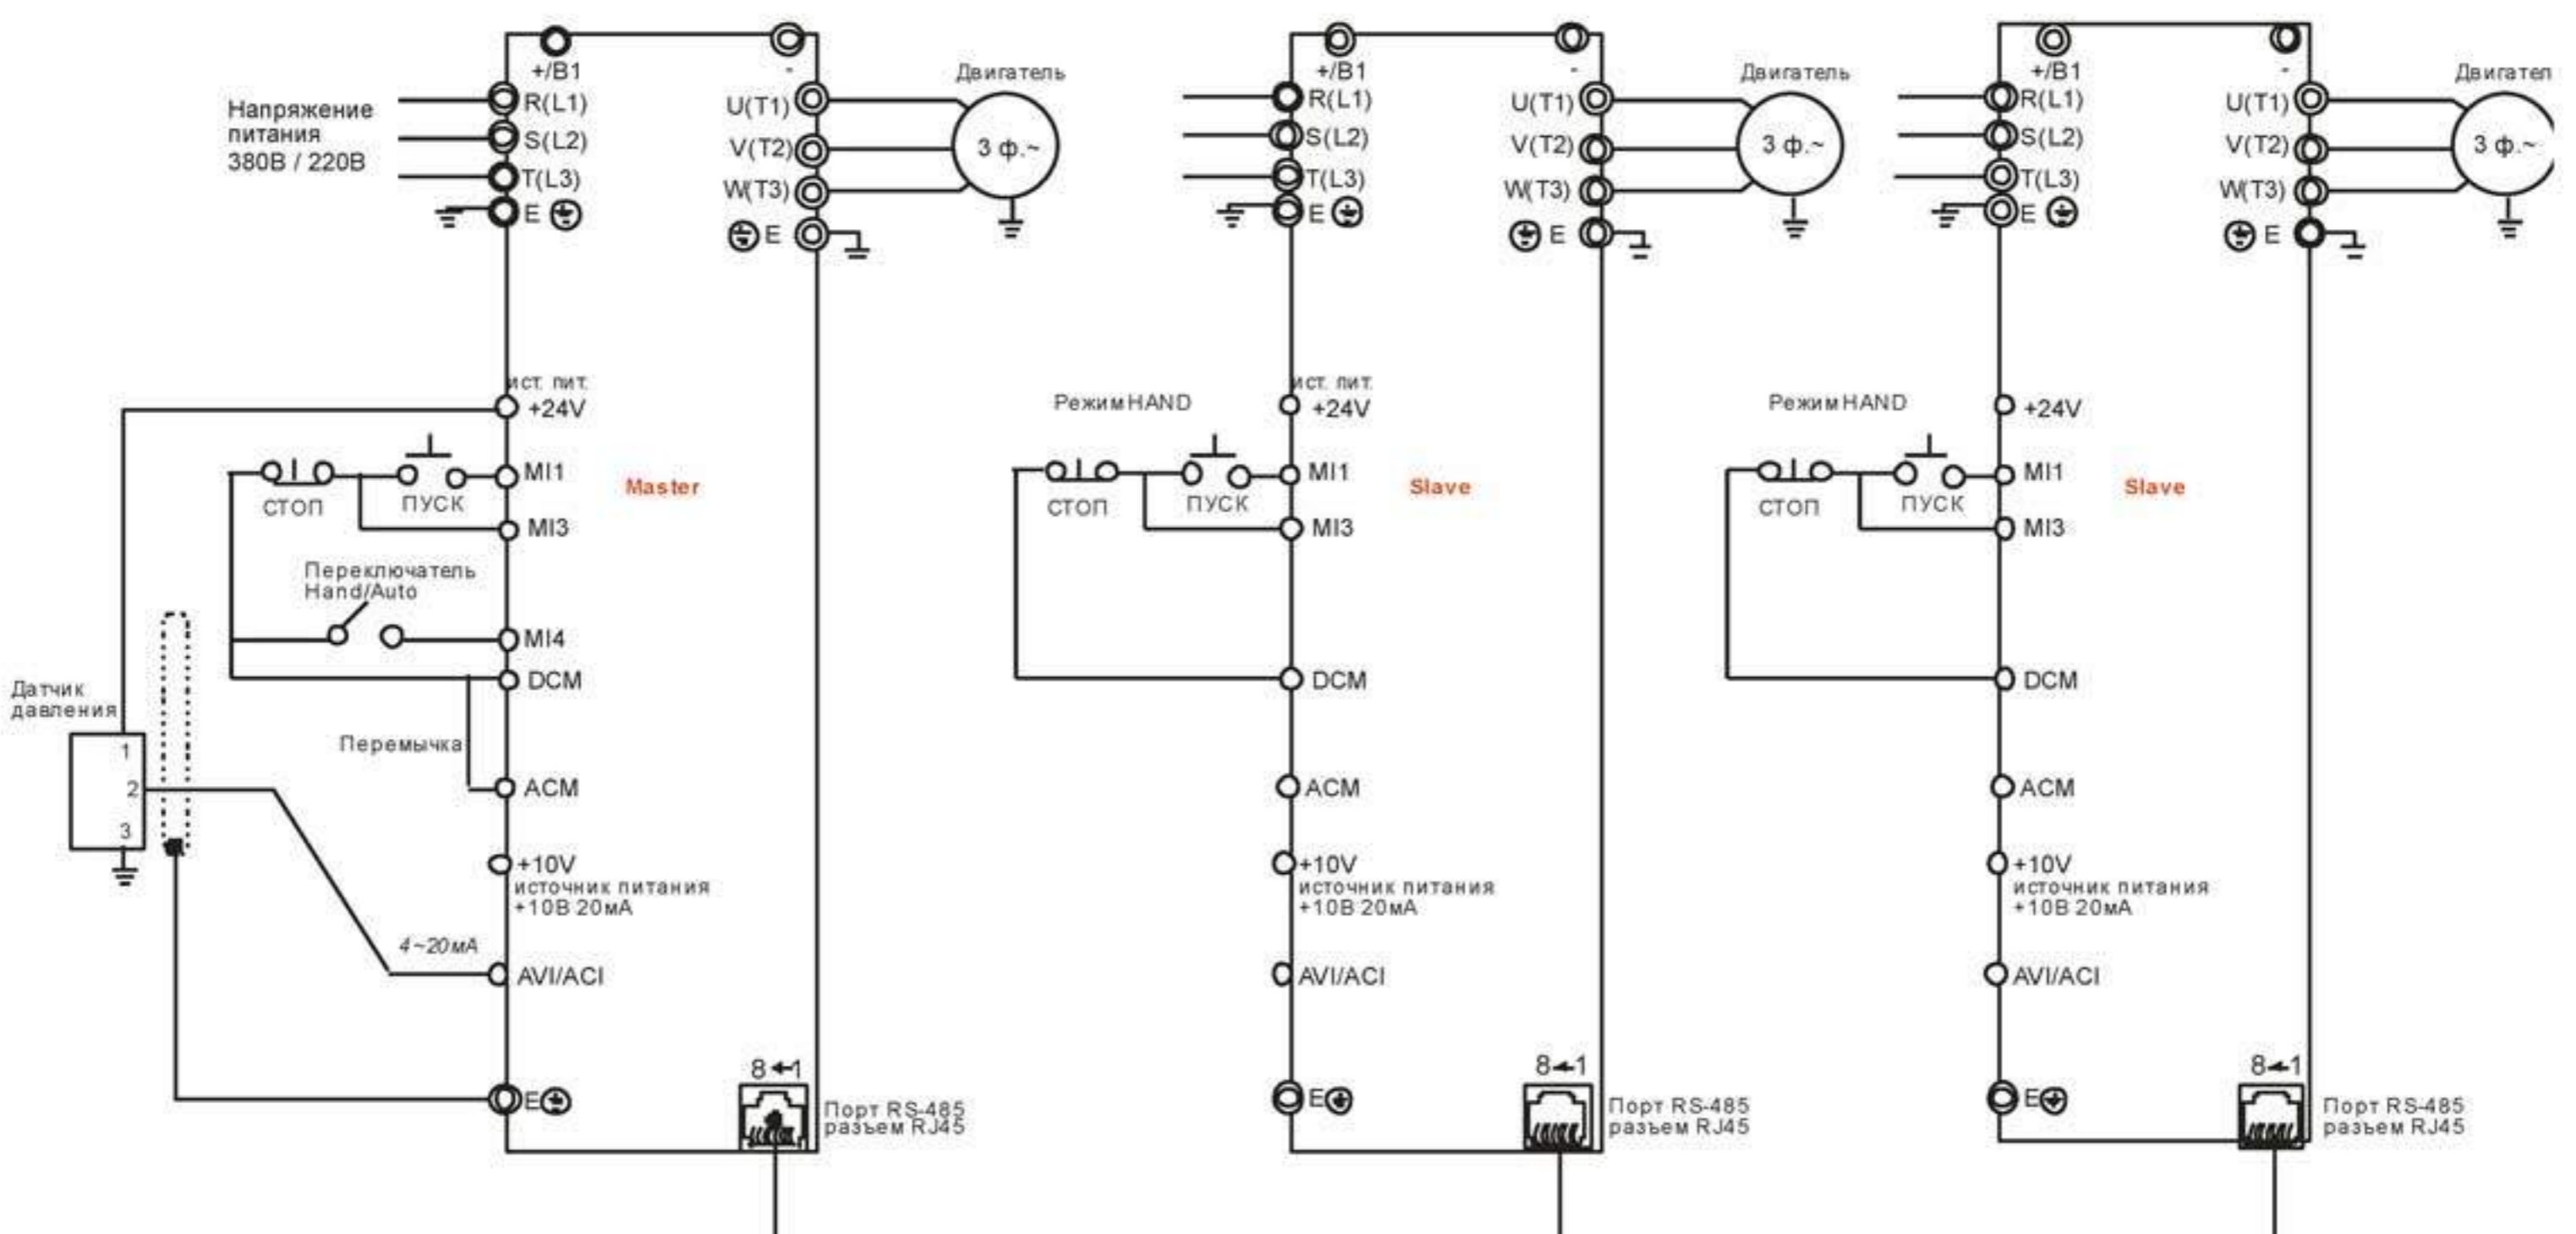 Напряжение
питания
380В / 220В
+/B1
-
R(L1)
S(L2)
T(L3)
E
U(T1)
V(T2)
W(T3)
E
Двигатель
3 ф.~
ист. пит.
+24V
MI1
СТОП
ПУСК
MI3
Master
Переключатель
Hand/Auto
MI4
DCM
Датчик
давления
1
2
3
Перемычка
ACM
+10V
источник питания
+10В 20мА
4~20мА
AVI/ACI
E
8 1
Порт RS-485
разъем RJ45
+/B1
-
R(L1)
S(L2)
T(L3)
E
U(T1)
V(T2)
W(T3)
E
Двигатель
3 ф.~
Режим HAND
ист. пит.
+24V
MI1
СТОП
ПУСК
MI3
Slave
DCM
ACM
+10V
источник питания
+10В 20мА
AVI/ACI
E
8 1
Порт RS-485
разъем RJ45
+/B1
-
R(L1)
S(L2)
T(L3)
E
U(T1)
V(T2)
W(T3)
E
Двигател
3 ф.~
Режим HAND
+24V
MI1
СТОП
ПУСК
MI3
Slave
DCM
ACM
+10V
источник питания
+10В 20мА
AVI/ACI
E
8 1
Порт RS-485
разъем RJ45